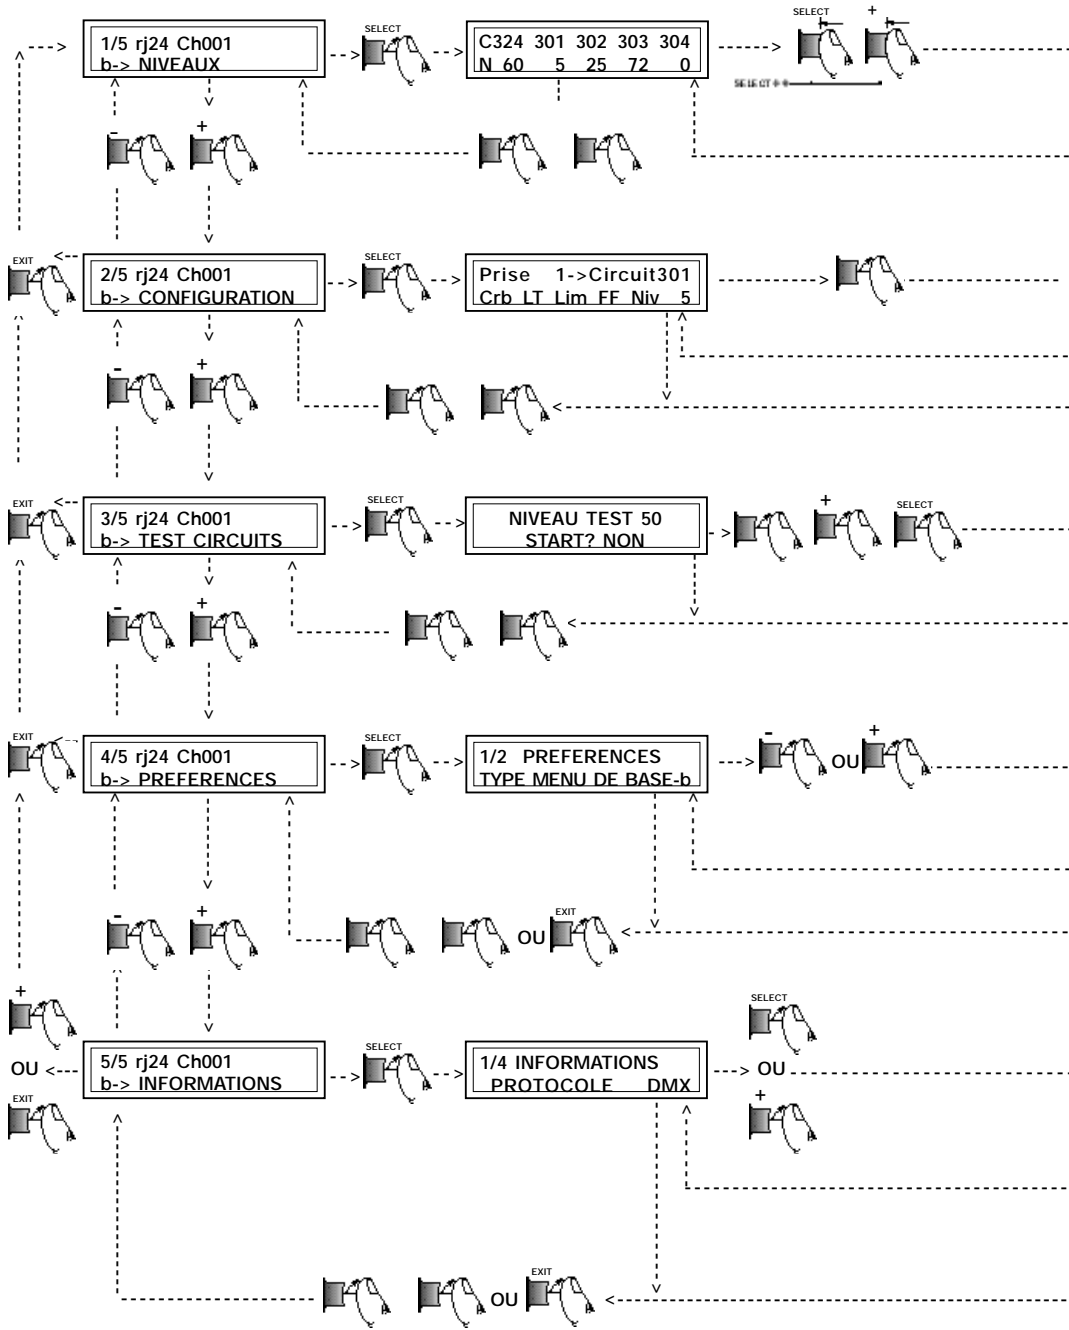 SELECT
SELECT
+
1/5 rj24 Ch001
b-> NIVEAUX
C324 301 302 303 304
N 60 5 25 72 0
SELECT++
-
+
EXIT
SELECT
2/5 rj24 Ch001
b-> CONFIGURATION
Prise 1->Circuit301
Crb LT Lim FF Niv 5
-
+
EXIT
SELECT
+
SELECT
3/5 rj24 Ch001
b-> TEST CIRCUITS
NIVEAU TEST 50
START? NON
-
+
EXIT
SELECT
-
+
4/5 rj24 Ch001
b-> PREFERENCES
1/2 PREFERENCES
TYPE MENU DE BASE-b
OU
-
+
EXIT
OU
+
SELECT
SELECT
OU
5/5 rj24 Ch001
b-> INFORMATIONS
1/4 INFORMATIONS
PROTOCOLE DMX
OU
EXIT
+
EXIT
OU